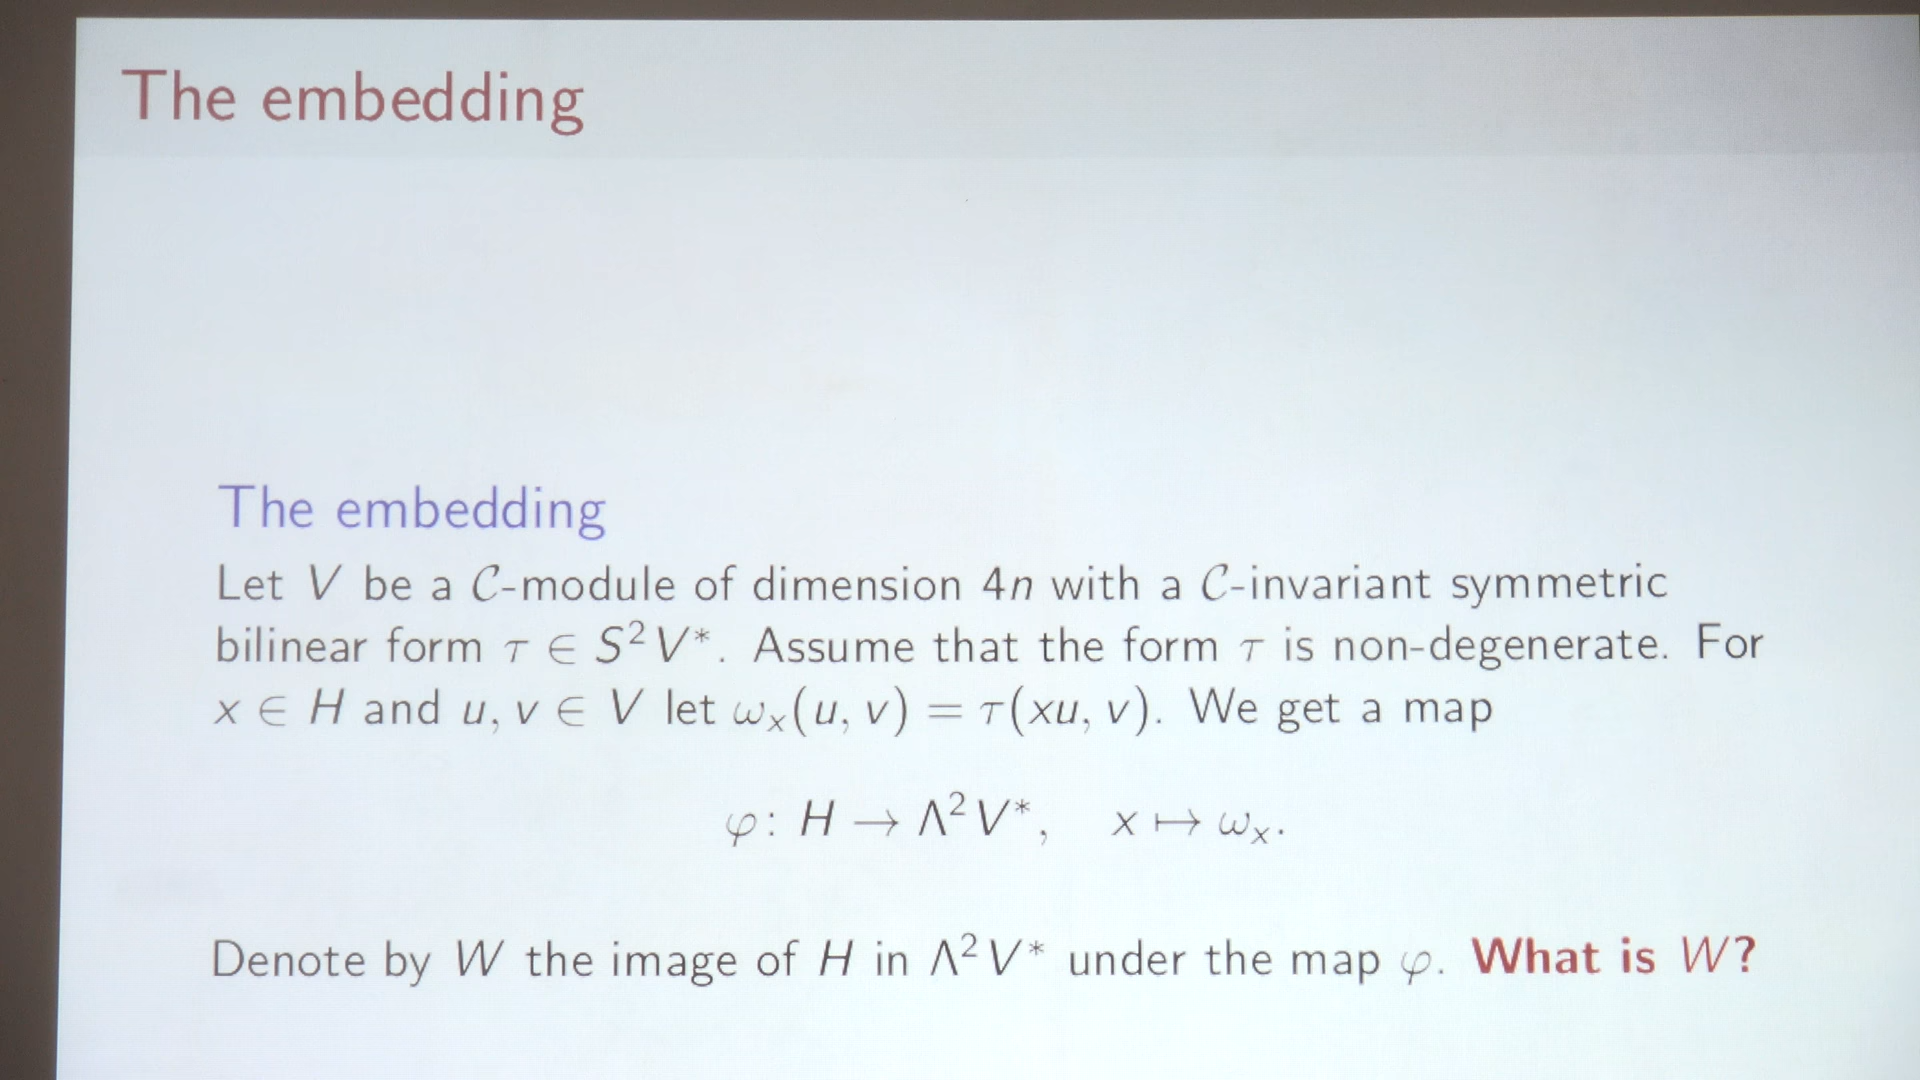 The embedding
The embedding
Let V be a 𝒞-module of dimension 4n with a 𝒞-invariant symmetric
bilinear form τ ∈ S²V*. Assume that the form τ is non-degenerate. For
x ∈ H and u, v ∈ V let ωₓ(u, v) = τ(xu, v). We get a map
φ: H → Λ²V*, x ↦ ωₓ.
Denote by W the image of H in Λ²V* under the map φ. What is W?